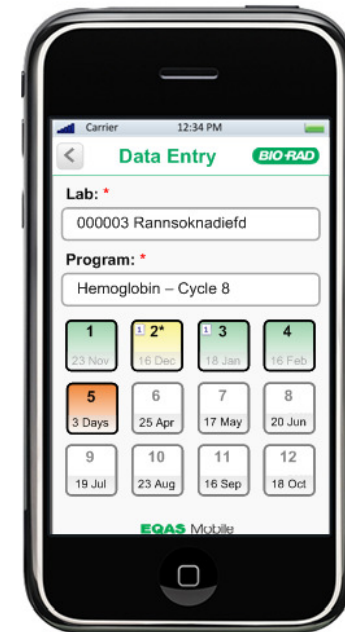 Carrier 12:34 PM
Data Entry BIO-RAD
Lab: *
000003 Rannsoknadiefd
Program: *
Hemoglobin – Cycle 8
1 1 2* 1 3 4
23 Nov 16 Dec 18 Jan 16 Feb
5 6 7 8
3 Days 25 Apr 17 May 20 Jun
9 10 11 12
19 Jul 23 Aug 16 Sep 18 Oct
EQAS Mobile